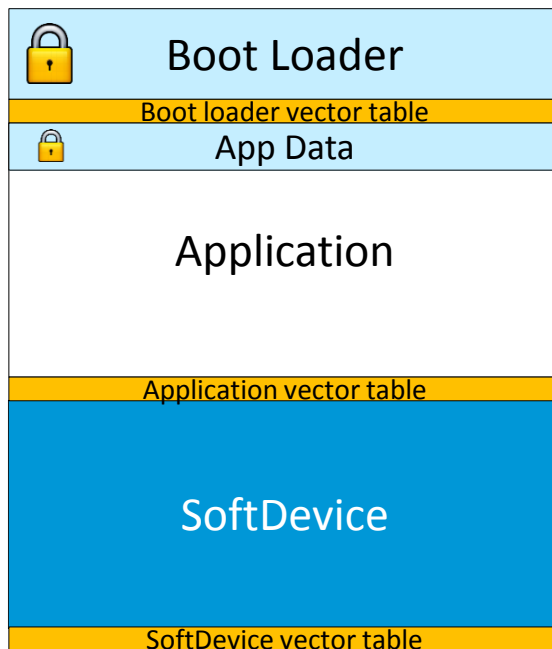 Boot Loader
Boot loader vector table
App Data
Application
Application vector table
SoftDevice
SoftDevice vector table